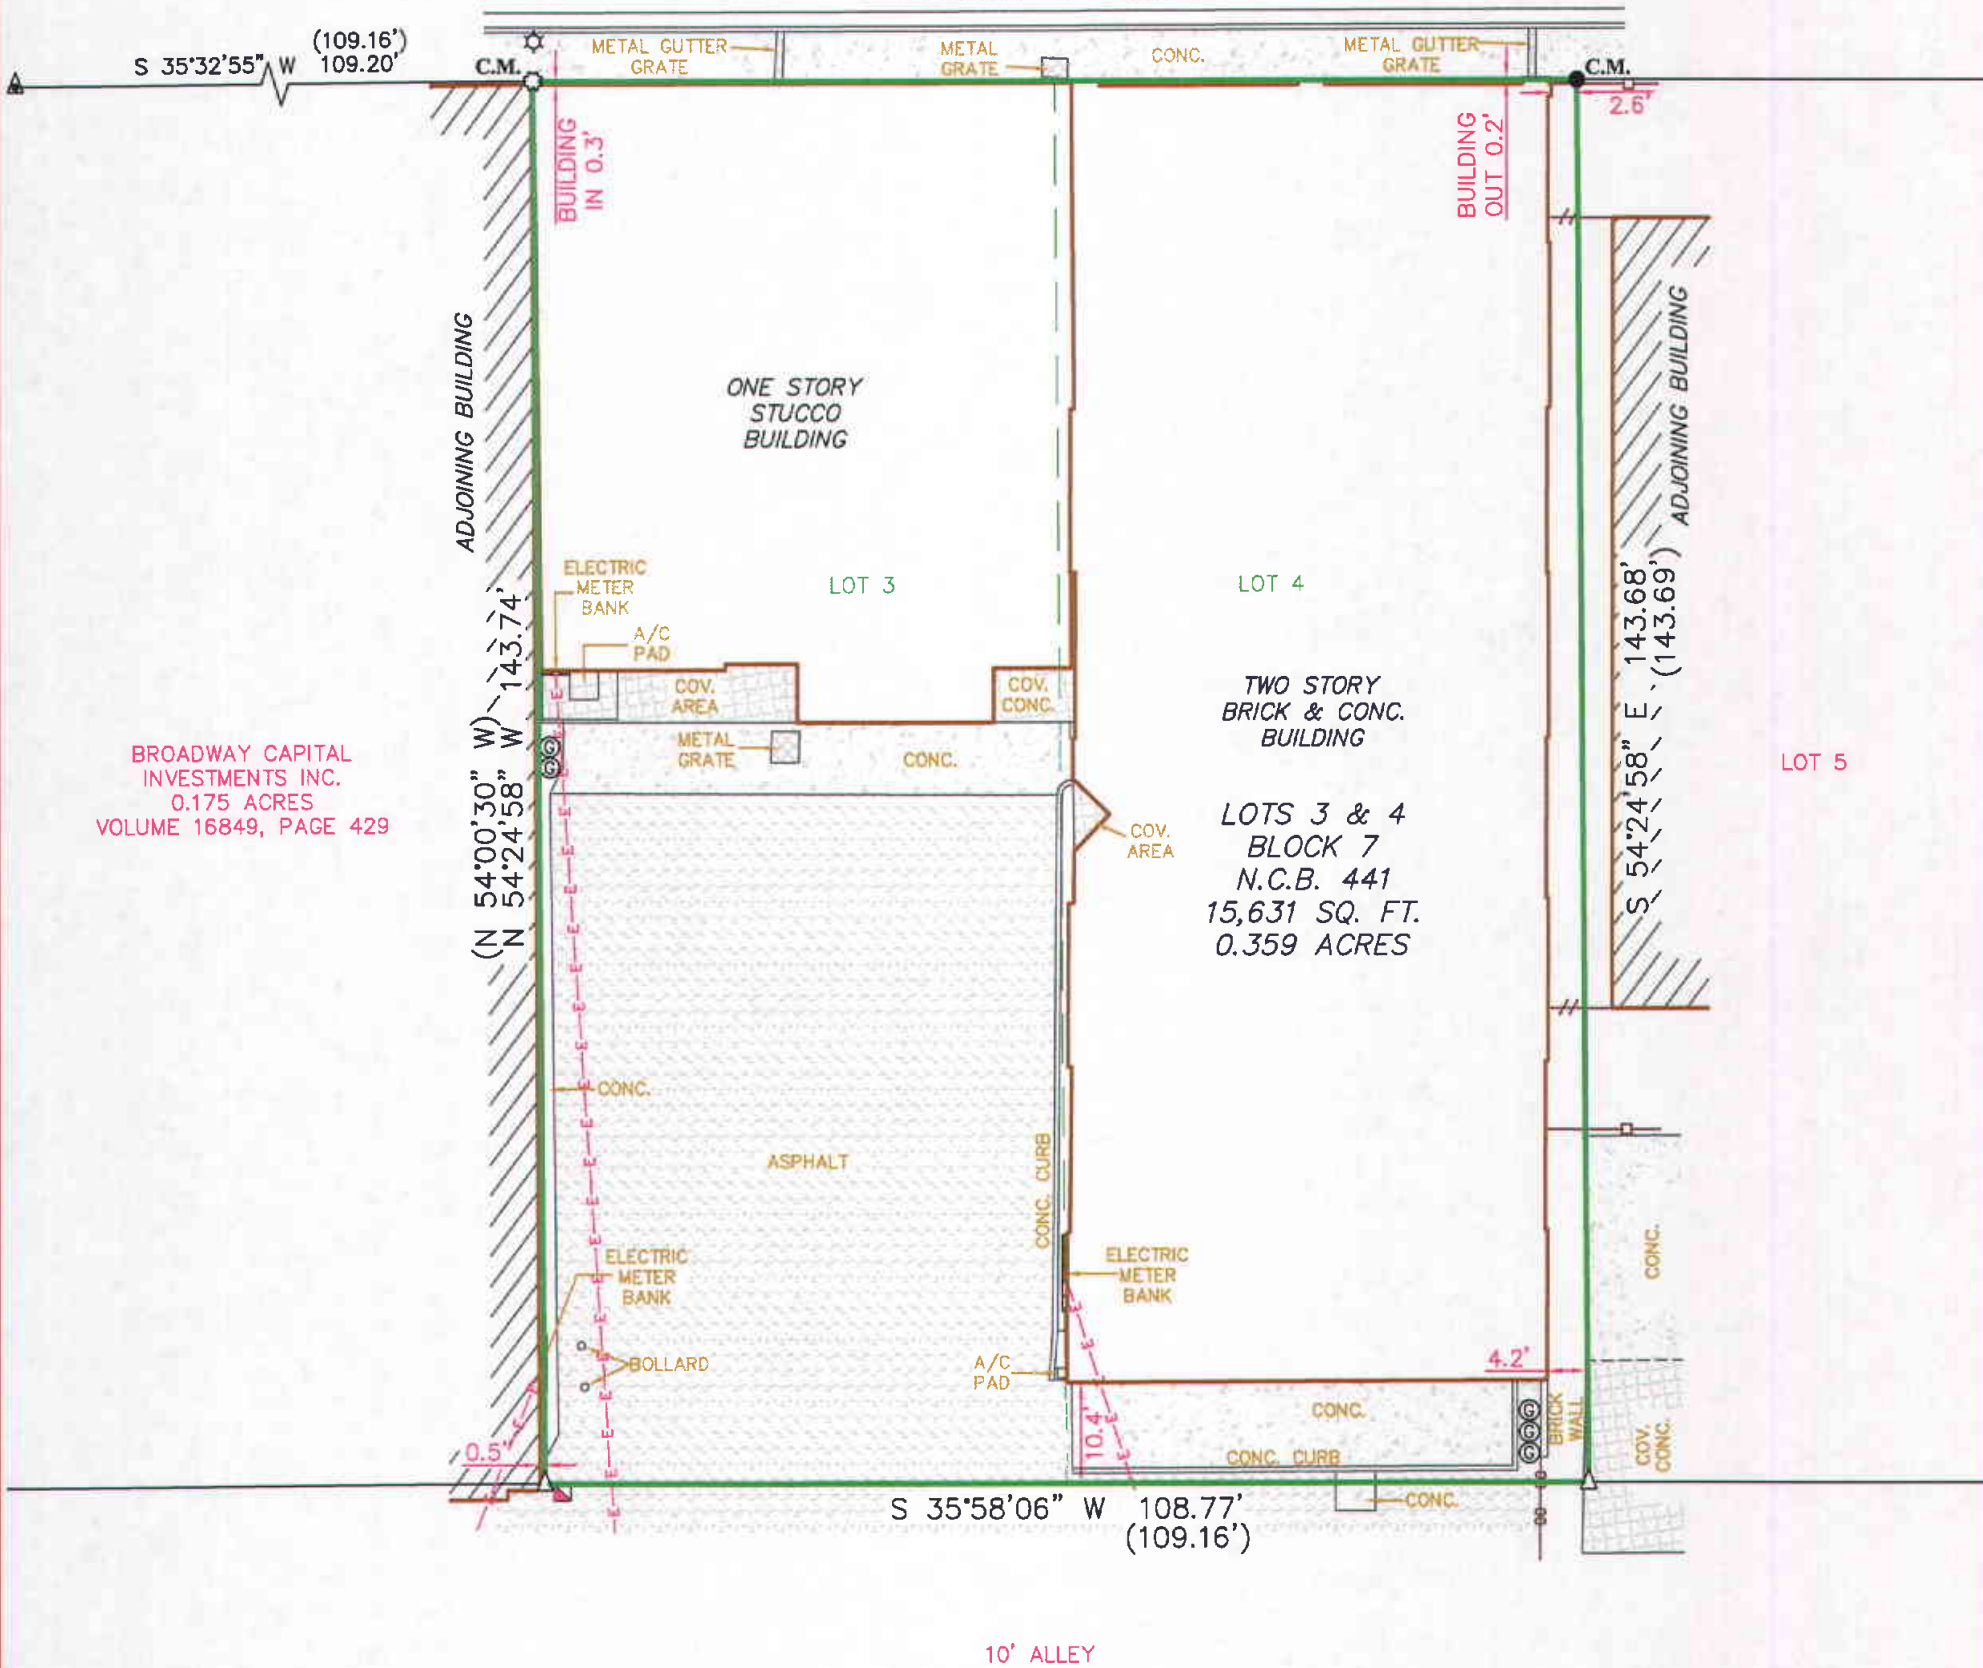 (109.16')
S 35°32'55" W 109.20'
C.M.
METAL GUTTER
GRATE
METAL
GRATE
CONC.
METAL GUTTER
GRATE
C.M.
2.6'
BUILDING
IN 0.3'
BUILDING
OUT 0.2'
ADJOINING BUILDING
ONE STORY
STUCCO
BUILDING
ADJOINING BUILDING
ELECTRIC
METER
BANK
LOT 3
LOT 4
A/C
PAD
COV.
AREA
COV.
CONC.
METAL
GRATE
CONC.
(N 54°00'30" W)
N 54°24'58" W 143.74'
S 54°24'58" E 143.68'
(143.69')
TWO STORY
BRICK & CONC.
BUILDING
BROADWAY CAPITAL
INVESTMENTS INC.
0.175 ACRES
VOLUME 16849, PAGE 429
LOT 5
COV.
AREA
LOTS 3 & 4
BLOCK 7
N.C.B. 441
15,631 SQ. FT.
0.359 ACRES
E E E E E E E E E E E E E E E
CONC.
ASPHALT
CONC. CURB
ELECTRIC
METER
BANK
ELECTRIC
METER
BANK
CONC.
BOLLARD
A/C
PAD
4.2'
E E E E
E
0.5'
10.4'
CONC.
CONC. CURB
G
G
G
G
G
BRICK
WALL
COV.
CONC.
CONC.
S 35°58'06" W 108.77'
(109.16')
10' ALLEY